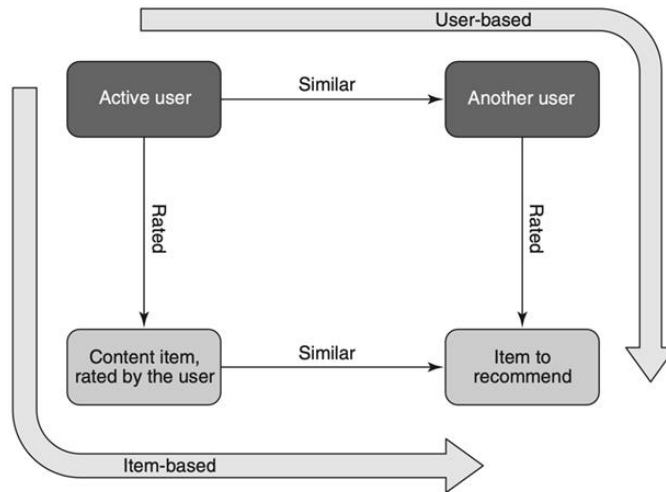 User-based
Active user
Similar
Another user
Rated
Rated
Content item,
rated by the user
Similar
Item to
recommend
Item-based